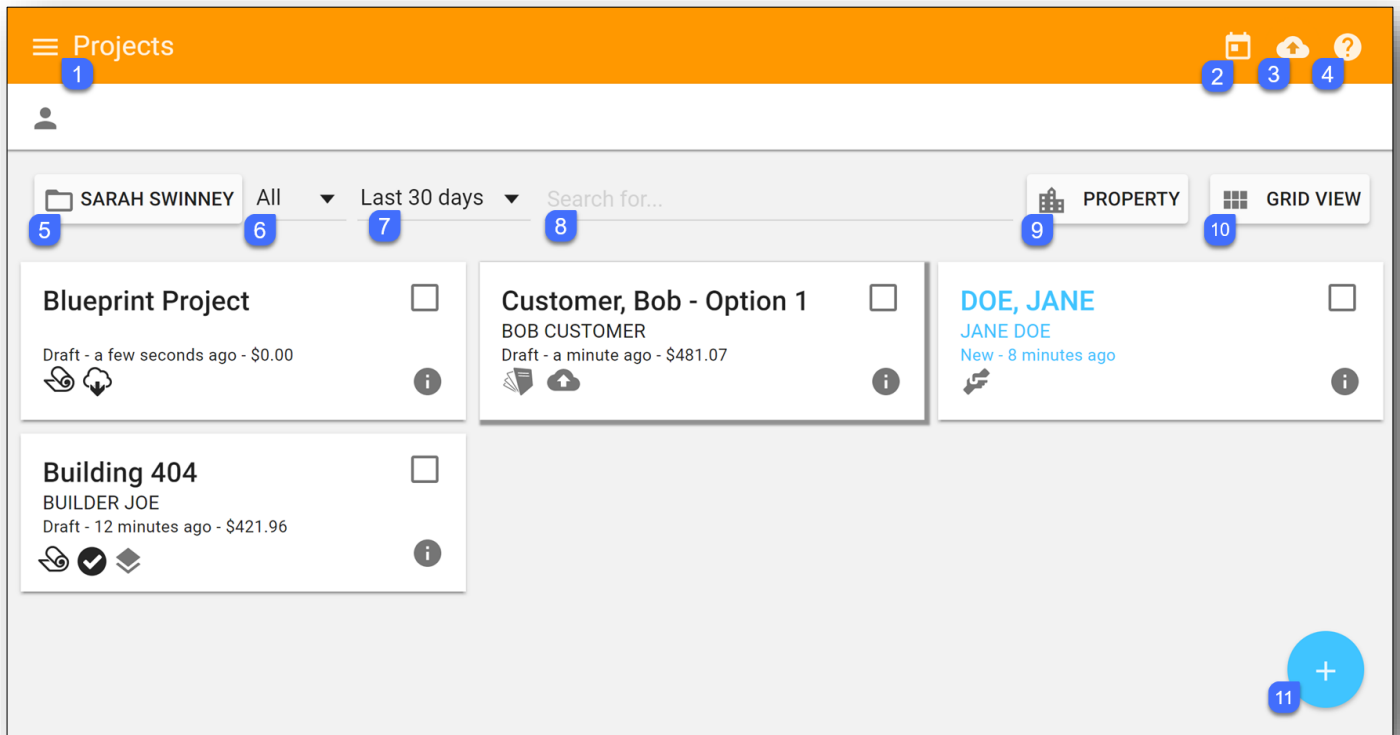 Projects
1
2
3
4
SARAH SWINNEY
All
Last 30 days
Search for...
PROPERTY
GRID VIEW
5
6
7
8
9
10
Blueprint Project
Draft - a few seconds ago - $0.00
Customer, Bob - Option 1
BOB CUSTOMER
Draft - a minute ago - $481.07
DOE, JANE
JANE DOE
New - 8 minutes ago
Building 404
BUILDER JOE
Draft - 12 minutes ago - $421.96
11